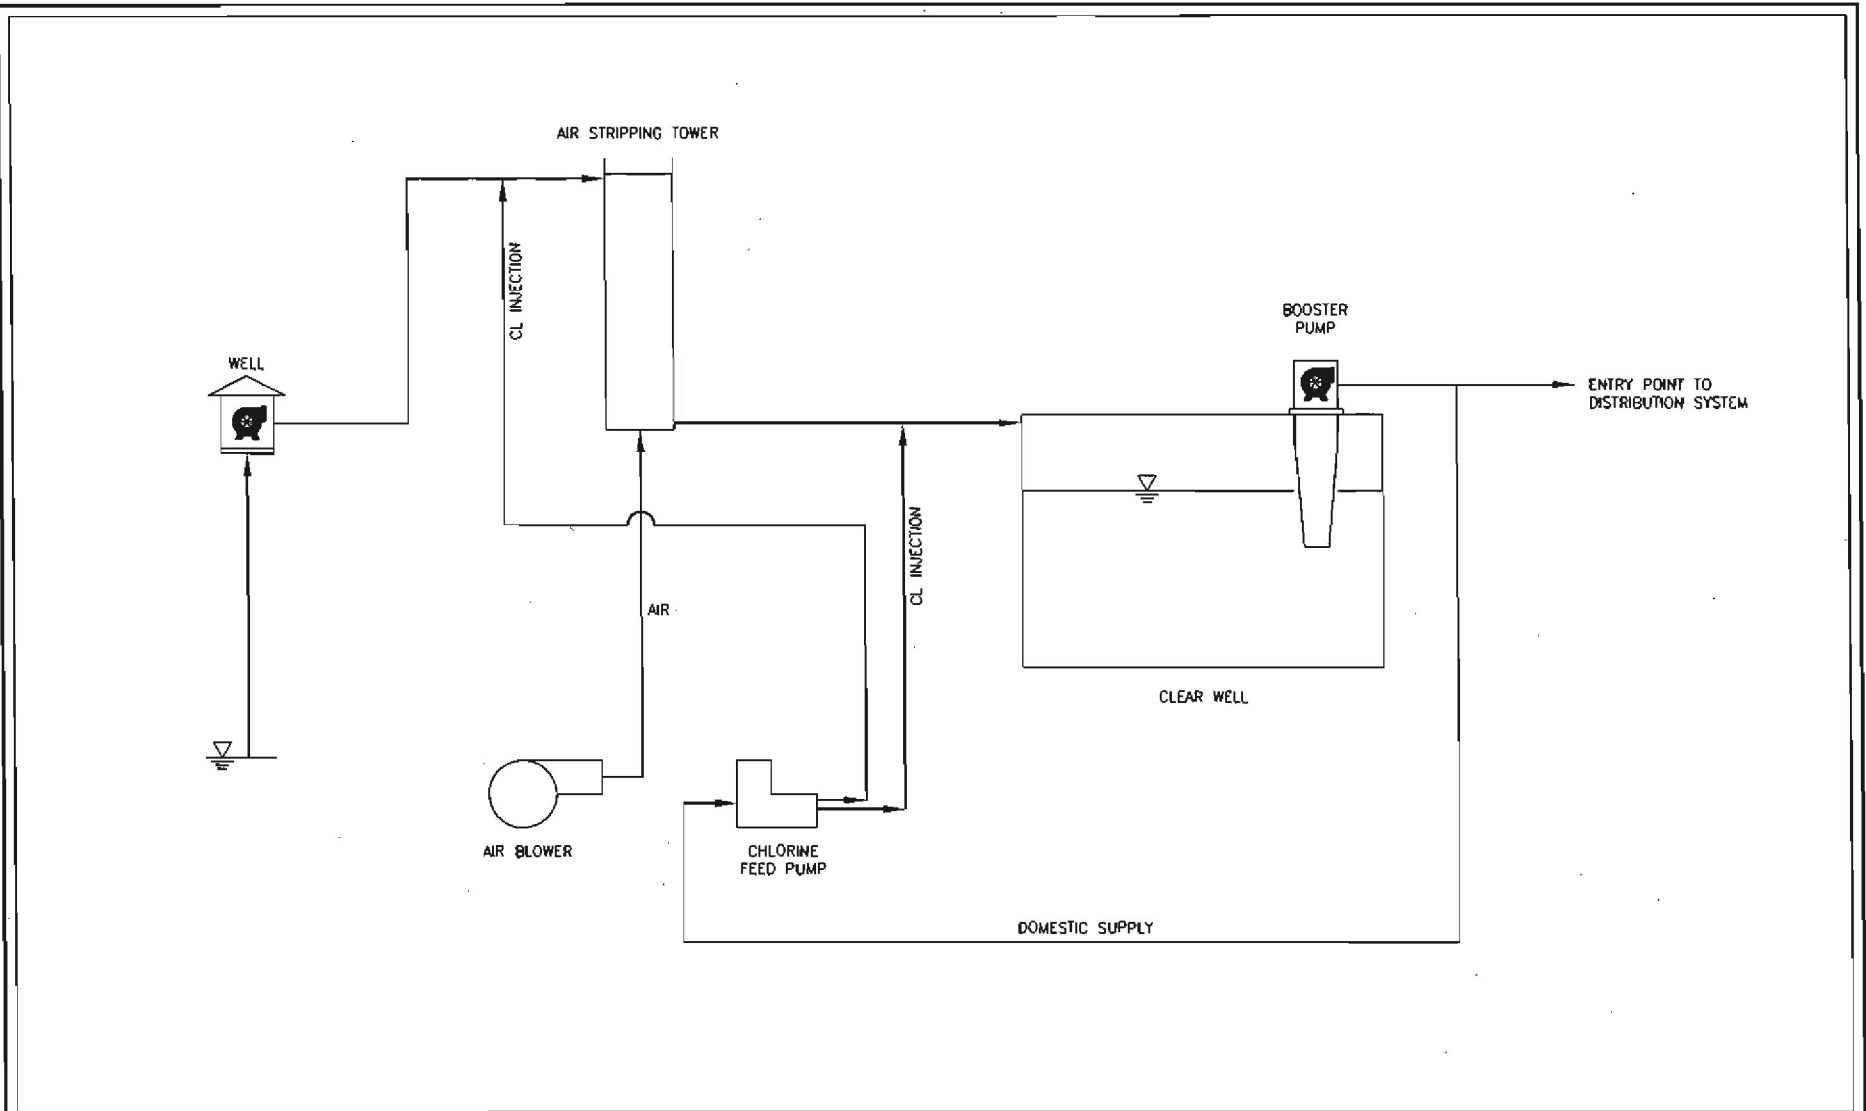 AIR STRIPPING TOWER
CL INJECTION
BOOSTER
PUMP
WELL
ENTRY POINT TO
DISTRIBUTION SYSTEM
CL INJECTION
AIR
CLEAR WELL
AIR BLOWER
CHLORINE
FEED PUMP
DOMESTIC SUPPLY